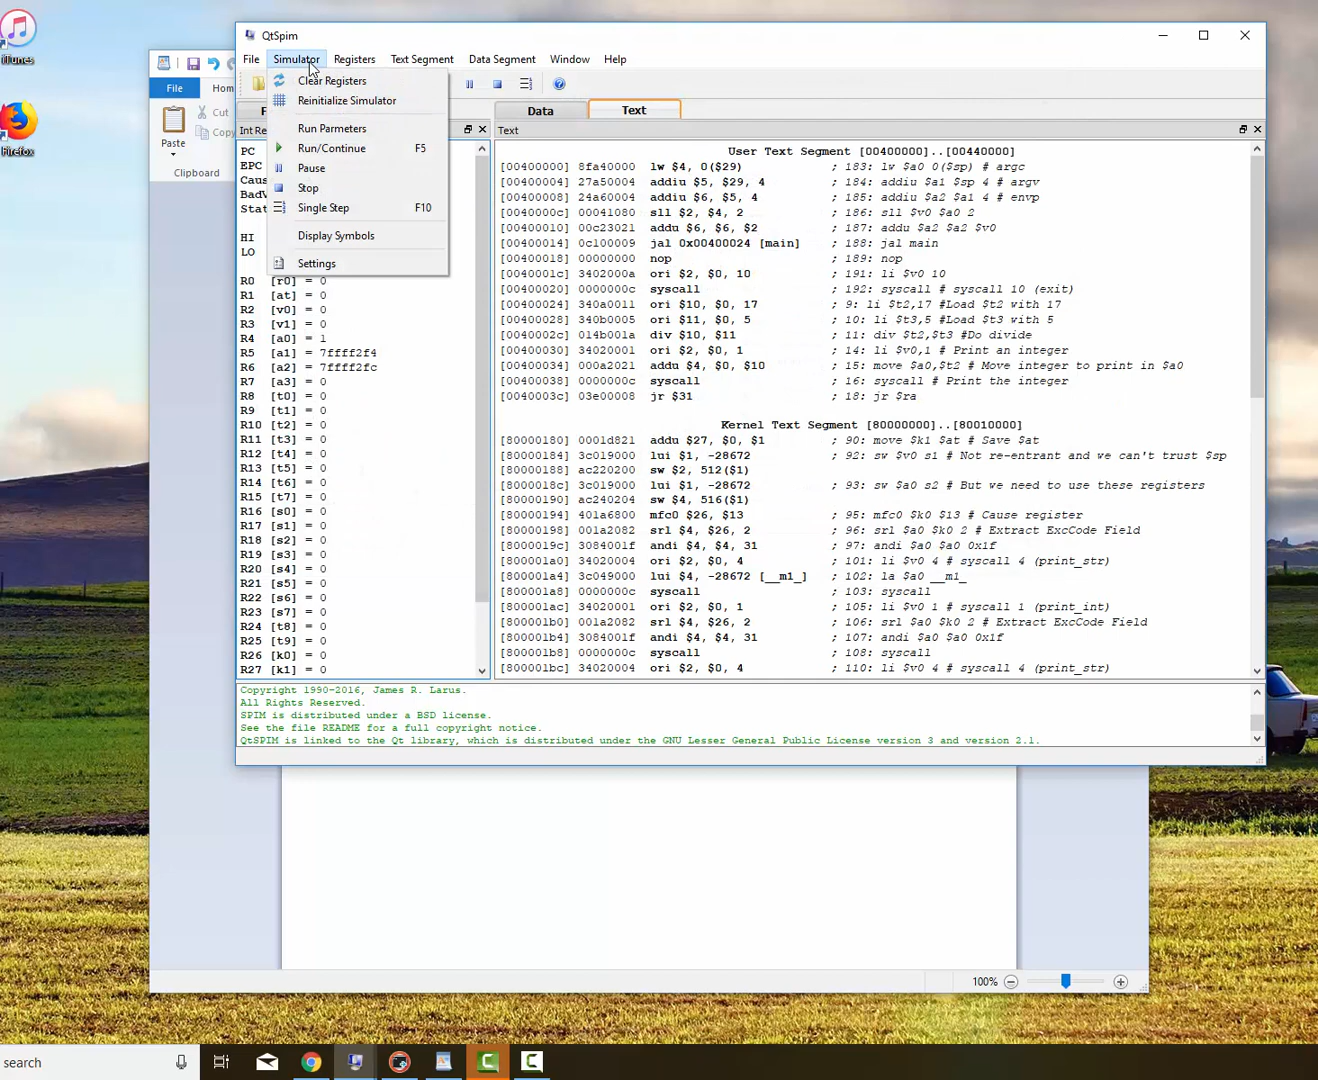 iTunes
Firefox
File
Hom
Cut
Copy
Paste
Clipboard
QtSpim
File Simulator Registers Text Segment Data Segment Window Help
Clear Registers
Reinitialize Simulator
Run Parmeters
Run/Continue F5
Pause
Stop
Single Step F10
Display Symbols
Settings
F
Int Re
PC
EPC
Caus
BadV
Stat
HI
LO
R0 [r0] = 0
R1 [at] = 0
R2 [v0] = 0
R3 [v1] = 0
R4 [a0] = 1
R5 [a1] = 7ffff2f4
R6 [a2] = 7ffff2fc
R7 [a3] = 0
R8 [t0] = 0
R9 [t1] = 0
R10 [t2] = 0
R11 [t3] = 0
R12 [t4] = 0
R13 [t5] = 0
R14 [t6] = 0
R15 [t7] = 0
R16 [s0] = 0
R17 [s1] = 0
R18 [s2] = 0
R19 [s3] = 0
R20 [s4] = 0
R21 [s5] = 0
R22 [s6] = 0
R23 [s7] = 0
R24 [t8] = 0
R25 [t9] = 0
R26 [k0] = 0
R27 [k1] = 0
Data Text
Text
User Text Segment [00400000]..[00440000]
[00400000] 8fa40000 lw $4, 0($29) ; 183: lw $a0 0($sp) # argc
[00400004] 27a50004 addiu $5, $29, 4 ; 184: addiu $a1 $sp 4 # argv
[00400008] 24a60004 addiu $6, $5, 4 ; 185: addiu $a2 $a1 4 # envp
[0040000c] 00041080 sll $2, $4, 2 ; 186: sll $v0 $a0 2
[00400010] 00c23021 addu $6, $6, $2 ; 187: addu $a2 $a2 $v0
[00400014] 0c100009 jal 0x00400024 [main] ; 188: jal main
[00400018] 00000000 nop ; 189: nop
[0040001c] 3402000a ori $2, $0, 10 ; 191: li $v0 10
[00400020] 0000000c syscall ; 192: syscall # syscall 10 (exit)
[00400024] 340a0011 ori $10, $0, 17 ; 9: li $t2,17 #Load $t2 with 17
[00400028] 340b0005 ori $11, $0, 5 ; 10: li $t3,5 #Load $t3 with 5
[0040002c] 014b001a div $10, $11 ; 11: div $t2,$t3 #Do divide
[00400030] 34020001 ori $2, $0, 1 ; 14: li $v0,1 # Print an integer
[00400034] 000a2021 addu $4, $0, $10 ; 15: move $a0,$t2 # Move integer to print in $a0
[00400038] 0000000c syscall ; 16: syscall # Print the integer
[0040003c] 03e00008 jr $31 ; 18: jr $ra
Kernel Text Segment [80000000]..[80010000]
[80000180] 0001d821 addu $27, $0, $1 ; 90: move $k1 $at # Save $at
[80000184] 3c019000 lui $1, -28672 ; 92: sw $v0 s1 # Not re-entrant and we can't trust $sp
[80000188] ac220200 sw $2, 512($1)
[8000018c] 3c019000 lui $1, -28672 ; 93: sw $a0 s2 # But we need to use these registers
[80000190] ac240204 sw $4, 516($1)
[80000194] 401a6800 mfc0 $26, $13 ; 95: mfc0 $k0 $13 # Cause register
[80000198] 001a2082 srl $4, $26, 2 ; 96: srl $a0 $k0 2 # Extract ExcCode Field
[8000019c] 3084001f andi $4, $4, 31 ; 97: andi $a0 $a0 0x1f
[800001a0] 34020004 ori $2, $0, 4 ; 101: li $v0 4 # syscall 4 (print_str)
[800001a4] 3c049000 lui $4, -28672 [__m1_] ; 102: la $a0 __m1_
[800001a8] 0000000c syscall ; 103: syscall
[800001ac] 34020001 ori $2, $0, 1 ; 105: li $v0 1 # syscall 1 (print_int)
[800001b0] 001a2082 srl $4, $26, 2 ; 106: srl $a0 $k0 2 # Extract ExcCode Field
[800001b4] 3084001f andi $4, $4, 31 ; 107: andi $a0 $a0 0x1f
[800001b8] 0000000c syscall ; 108: syscall
[800001bc] 34020004 ori $2, $0, 4 ; 110: li $v0 4 # syscall 4 (print_str)
Copyright 1990-2016, James R. Larus.
All Rights Reserved.
SPIM is distributed under a BSD license.
See the file README for a full copyright notice.
QtSPIM is linked to the Qt library, which is distributed under the GNU Lesser General Public License version 3 and version 2.1.
100%
search